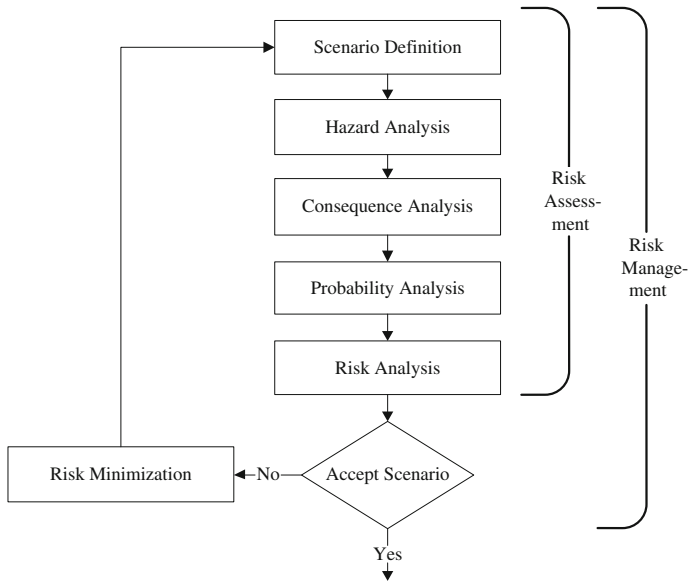 Scenario Definition
Hazard Analysis
Consequence Analysis
Probability Analysis
Risk Analysis
Risk Minimization
No
Accept Scenario
Yes
Risk
Assess-
ment
Risk
Manage-
ment